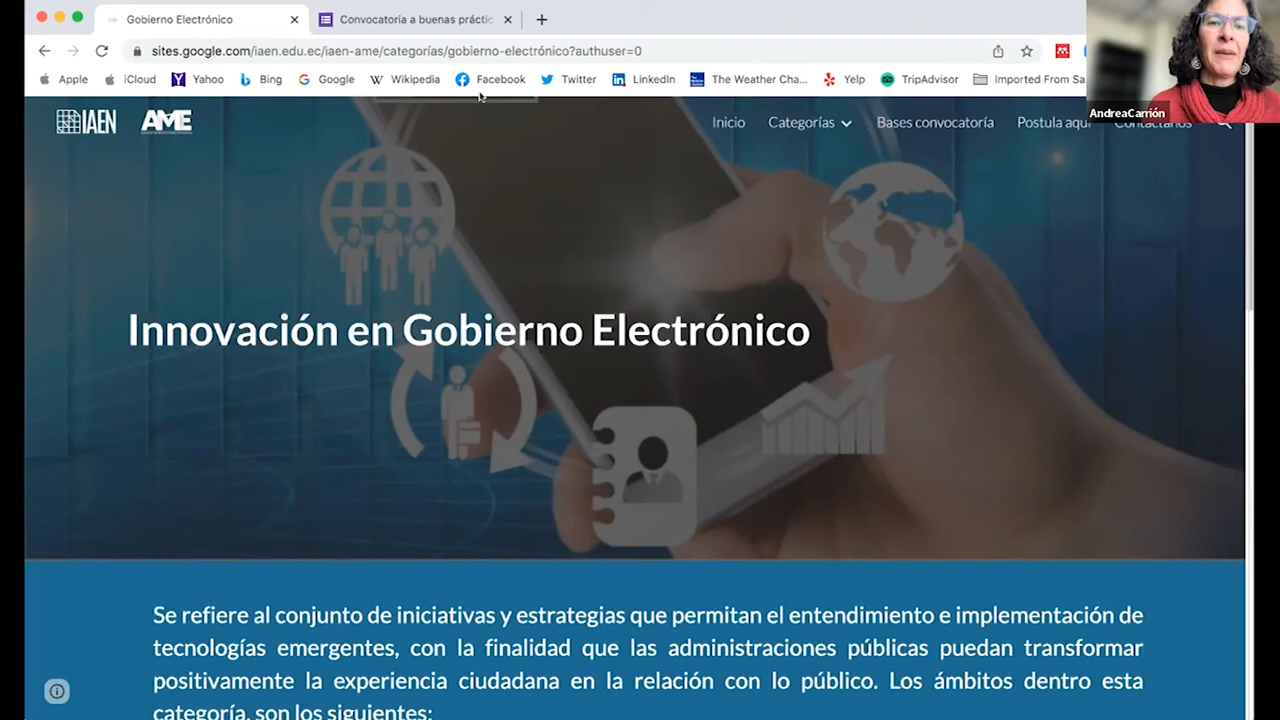 Gobierno Electrónico
Convocatoria a buenas práctic
sites.google.com/iaen.edu.ec/iaen-ame/categorías/gobierno-electrónico?authuser=0
Apple
iCloud
Yahoo
Bing
Google
Wikipedia
Facebook
Twitter
LinkedIn
The Weather Cha...
Yelp
TripAdvisor
Imported From Sa
AndreaCarrión
IAEN
AME
Inicio
Categorías
Bases convocatoria
Postula aquí
Contáctanos
Innovación en Gobierno Electrónico
Se refiere al conjunto de iniciativas y estrategias que permitan el entendimiento e implementación de
tecnologías emergentes, con la finalidad que las administraciones públicas puedan transformar
positivamente la experiencia ciudadana en la relación con lo público. Los ámbitos dentro esta
categoría, son los siguientes: